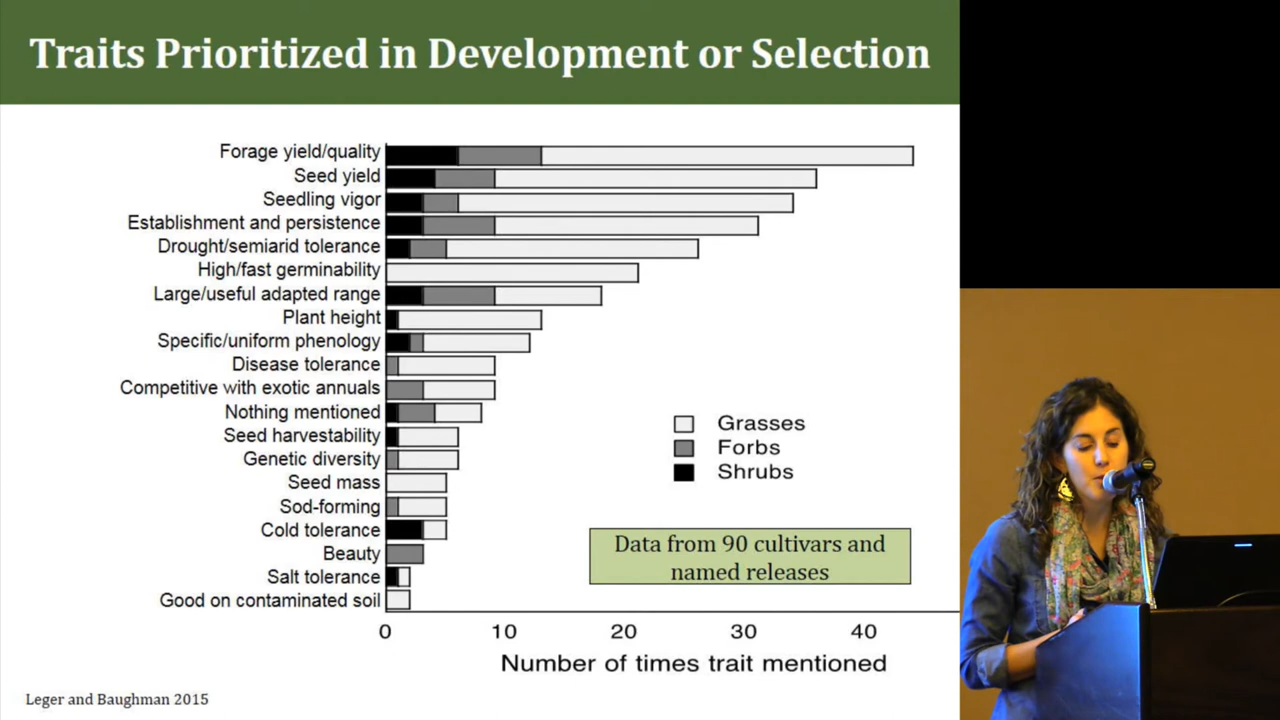 Traits Prioritized in Development or Selection
Forage yield/quality
Seed yield
Seedling vigor
Establishment and persistence
Drought/semiarid tolerance
High/fast germinability
Large/useful adapted range
Plant height
Specific/uniform phenology
Disease tolerance
Competitive with exotic annuals
Nothing mentioned
Seed harvestability
Genetic diversity
Seed mass
Sod-forming
Cold tolerance
Beauty
Salt tolerance
Good on contaminated soil
Grasses
Forbs
Shrubs
Data from 90 cultivars and
named releases
0 10 20 30 40
Number of times trait mentioned
Leger and Baughman 2015